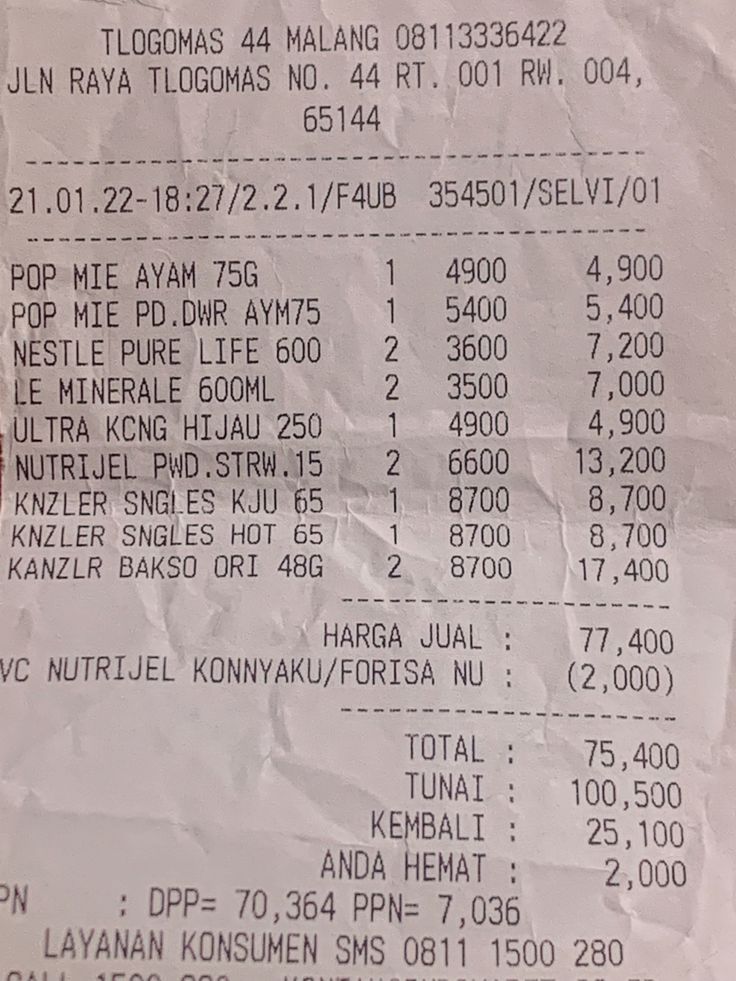 TLOGOMAS 44 MALANG 08113336422
JLN RAYA TLOGOMAS NO. 44 RT. 001 RW. 004,
65144
21.01.22-18:27/2.2.1/F4UB 354501/SELVI/01
POP MIE AYAM 75G 1 4900 4,900
POP MIE PD.DWR AYM75 1 5400 5,400
NESTLE PURE LIFE 600 2 3600 7,200
LE MINERALE 600ML 2 3500 7,000
ULTRA KCNG HIJAU 250 1 4900 4,900
NUTRIJEL PWD.STRW.15 2 6600 13,200
KNZLER SNGLES KJU 65 1 8700 8,700
KNZLER SNGLES HOT 65 1 8700 8,700
KANZLR BAKSO ORI 48G 2 8700 17,400
HARGA JUAL : 77,400
VC NUTRIJEL KONNYAKU/FORISA NU : (2,000)
TOTAL : 75,400
TUNAI : 100,500
KEMBALI : 25,100
ANDA HEMAT : 2,000
PN : DPP= 70,364 PPN= 7,036
LAYANAN KONSUMEN SMS 0811 1500 280